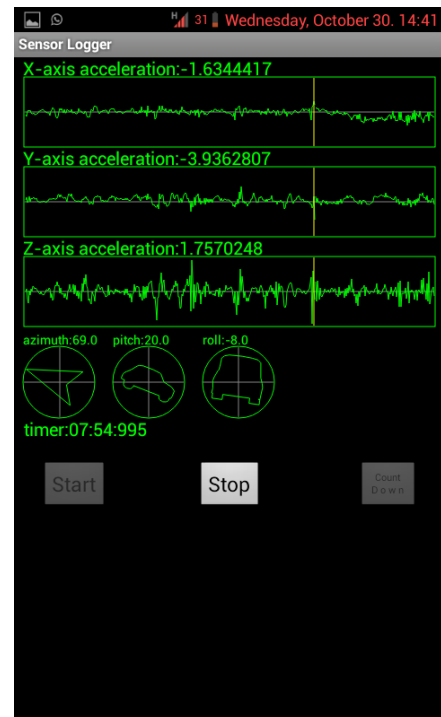 H 31 Wednesday, October 30. 14:41
Sensor Logger
X-axis acceleration:-1.6344417
Y-axis acceleration:-3.9362807
Z-axis acceleration:1.7570248
azimuth:69.0 pitch:20.0 roll:-8.0
timer:07:54:995
Start Stop Count
Down